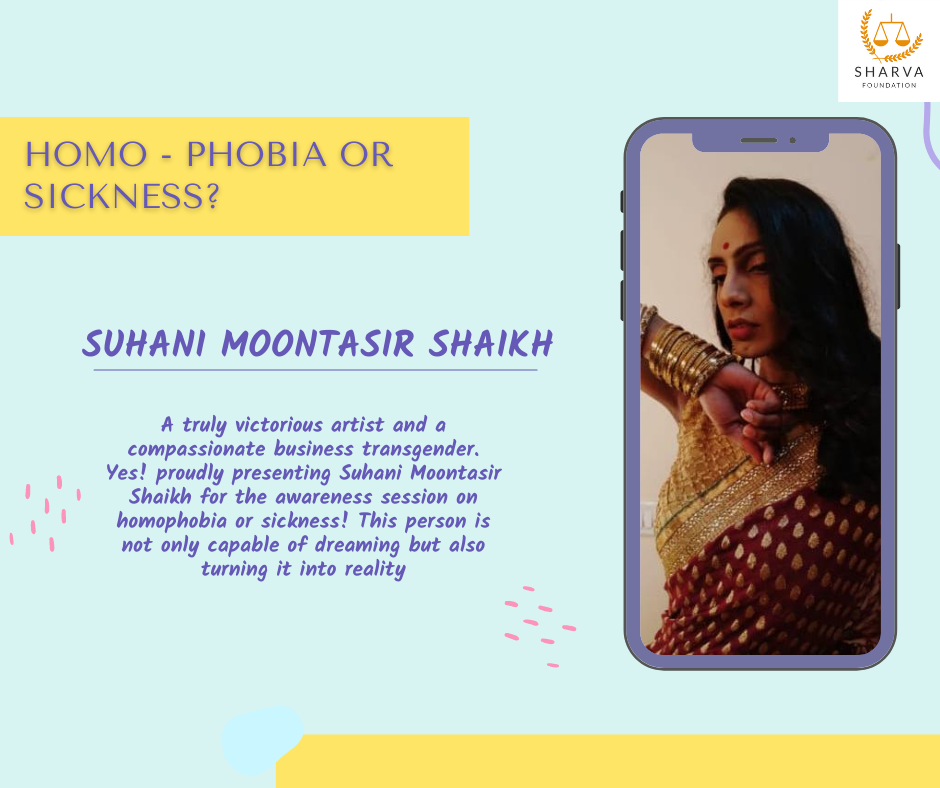 SHARVA
FOUNDATION
HOMO - PHOBIA OR
SICKNESS?
SUHANI MOONTASIR SHAIKH
A truly victorious artist and a
compassionate business transgender.
Yes! proudly presenting Suhani Moontasir
Shaikh for the awareness session on
homophobia or sickness! This person is
not only capable of dreaming but also
turning it into reality